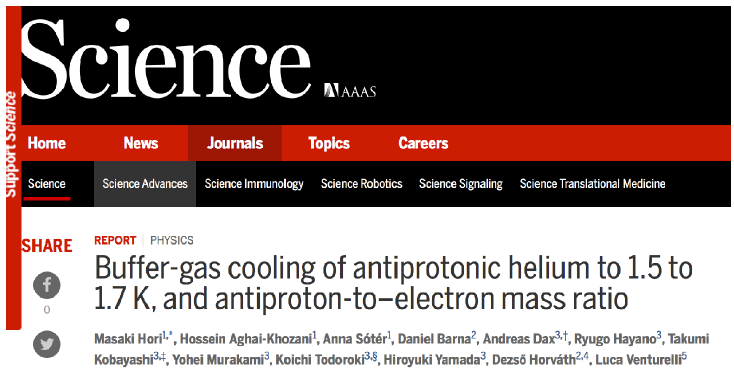 Science
AAAS
Support Science
Home News Journals Topics Careers
Science Science Advances Science Immunology Science Robotics Science Signaling Science Translational Medicine
SHARE
0
REPORT PHYSICS
Buffer-gas cooling of antiprotonic helium to 1.5 to
1.7 K, and antiproton-to–electron mass ratio
Masaki Hori1,*, Hossein Aghai-Khozani1, Anna Sótér1, Daniel Barna2, Andreas Dax3,†, Ryugo Hayano3, Takumi
Kobayashi3,‡, Yohei Murakami3, Koichi Todoroki3,§, Hiroyuki Yamada3, Dezső Horváth2,4, Luca Venturelli5